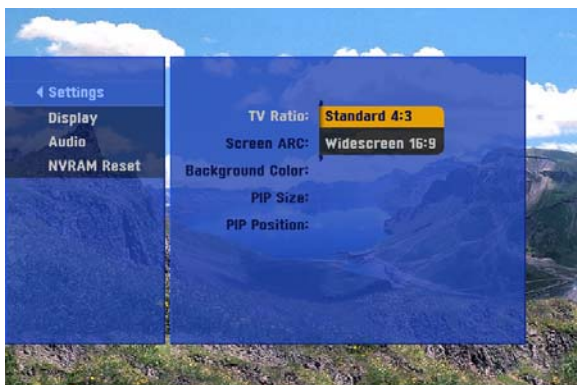 Settings
Display
Audio
NVRAM Reset
TV Ratio: Standard 4:3
Screen ARC: Widescreen 16:9
Background Color:
PIP Size:
PIP Position: